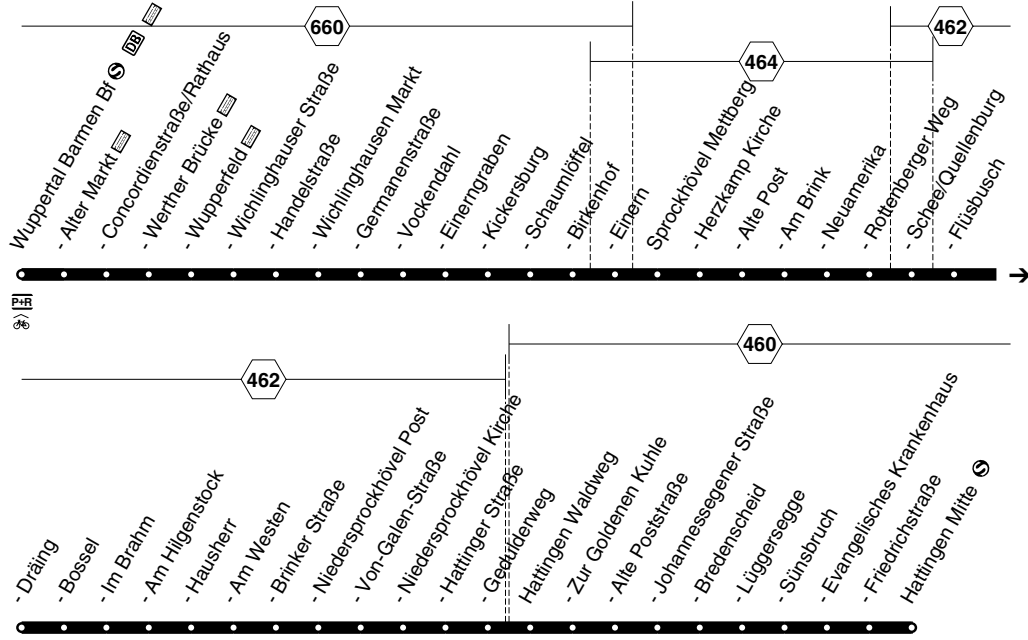 660
462
464
Wuppertal Barmen Bf S DB
- Alter Markt
- Concordienstraße/Rathaus
- Werther Brücke
- Wupperfeld
- Wichlinghauser Straße
- Handelstraße
- Wichlinghausen Markt
- Germanenstraße
- Vockendahl
- Einerngraben
- Kickersburg
- Schaumlöffel
- Birkenhof
- Einern
Sprockhövel Mettberg
- Herzkamp Kirche
- Alte Post
- Am Brink
- Neuamerika
- Rottenberger Weg
- Schee/Quellenburg
- Flüsbusch
P+R
460
462
- Dräing
- Bossel
- Im Brahm
- Am Hilgenstock
- Hausherr
- Am Westen
- Brinker Straße
- Niedersprockhövel Post
- Von-Galen-Straße
- Niedersprockhövel Kirche
- Hattinger Straße
- Geduldenweg
Hattingen Waldweg
- Zur Goldenen Kuhle
- Alte Poststraße
- Johannessegener Straße
- Bredenscheid
- Lüggersegge
- Sünsbruch
- Evangelisches Krankenhaus
- Friedrichstraße
Hattingen Mitte S